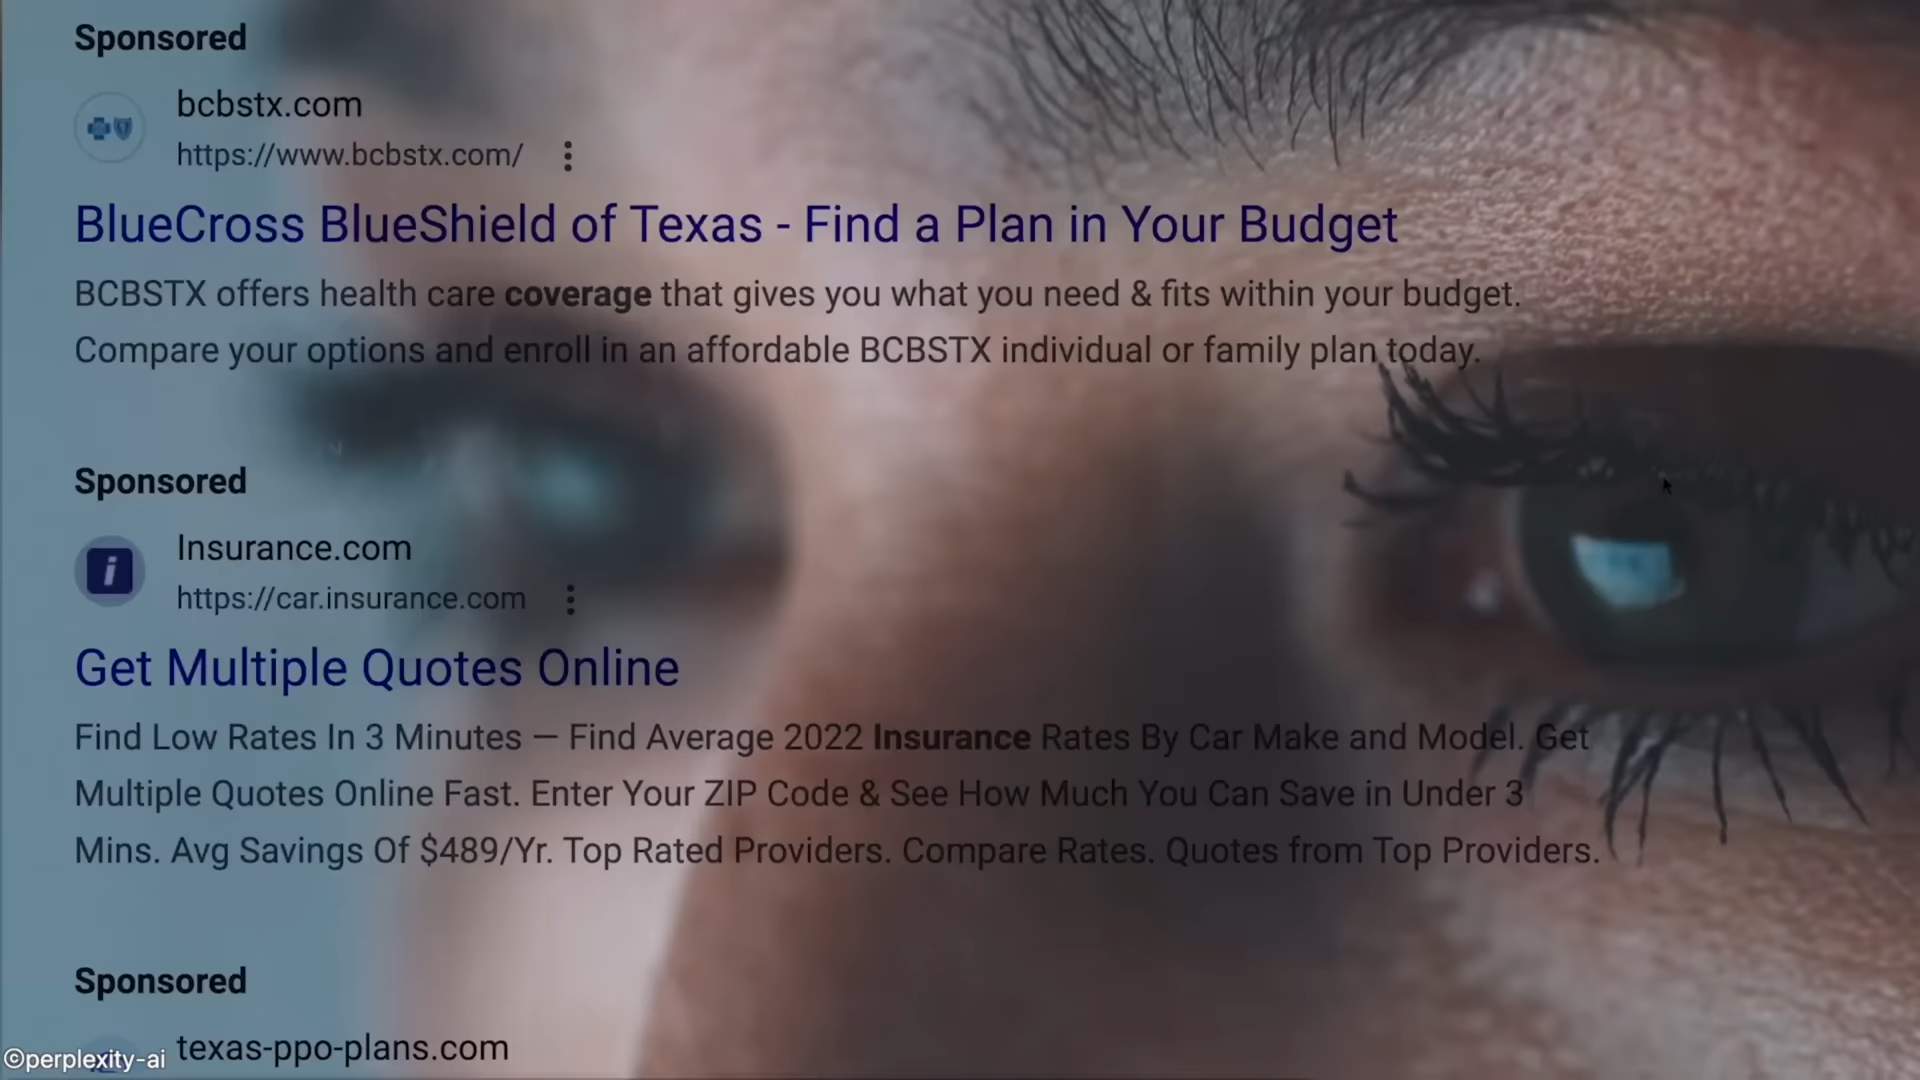 Sponsored
bcbstx.com
https://www.bcbstx.com/
BlueCross BlueShield of Texas - Find a Plan in Your Budget
BCBSTX offers health care coverage that gives you what you need & fits within your budget.
Compare your options and enroll in an affordable BCBSTX individual or family plan today.
Sponsored
i
Insurance.com
https://car.insurance.com
Get Multiple Quotes Online
Find Low Rates In 3 Minutes — Find Average 2022 Insurance Rates By Car Make and Model. Get
Multiple Quotes Online Fast. Enter Your ZIP Code & See How Much You Can Save in Under 3
Mins. Avg Savings Of $489/Yr. Top Rated Providers. Compare Rates. Quotes from Top Providers.
Sponsored
texas-ppo-plans.com
©perplexity-ai